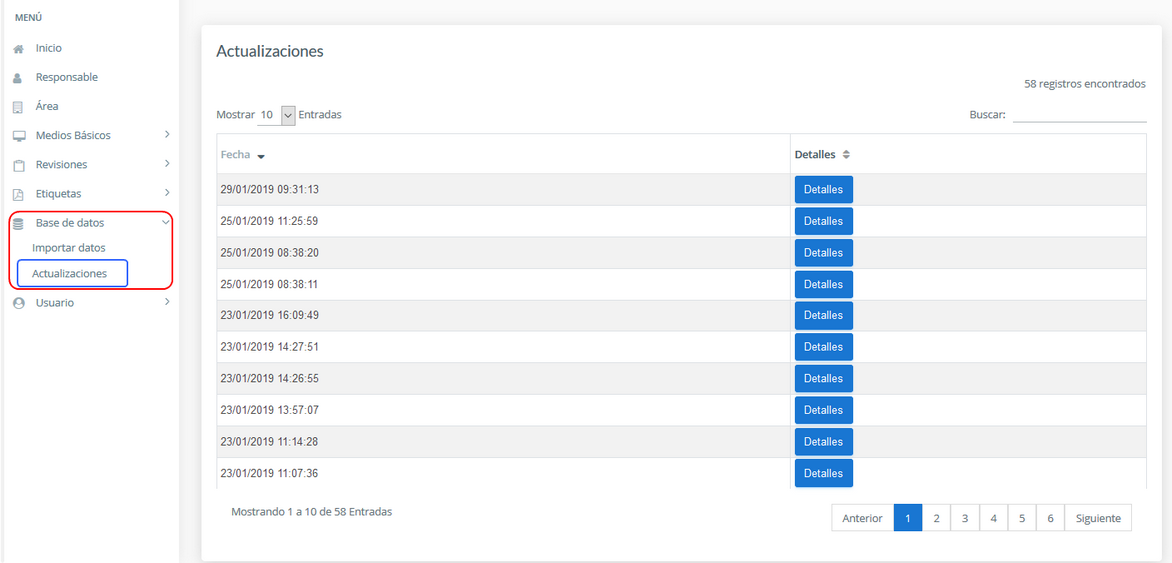 MENÚ
Inicio
Responsable
Área
Medios Básicos
Revisiones
Etiquetas
Base de datos
Importar datos
Actualizaciones
Usuario
Actualizaciones
58 registros encontrados
Mostrar 10 Entradas Buscar:
Fecha Detalles
29/01/2019 09:31:13 Detalles
25/01/2019 11:25:59 Detalles
25/01/2019 08:38:20 Detalles
25/01/2019 08:38:11 Detalles
23/01/2019 16:09:49 Detalles
23/01/2019 14:27:51 Detalles
23/01/2019 14:26:55 Detalles
23/01/2019 13:57:07 Detalles
23/01/2019 11:14:28 Detalles
23/01/2019 11:07:36 Detalles
Mostrando 1 a 10 de 58 Entradas
Anterior 1 2 3 4 5 6 Siguiente